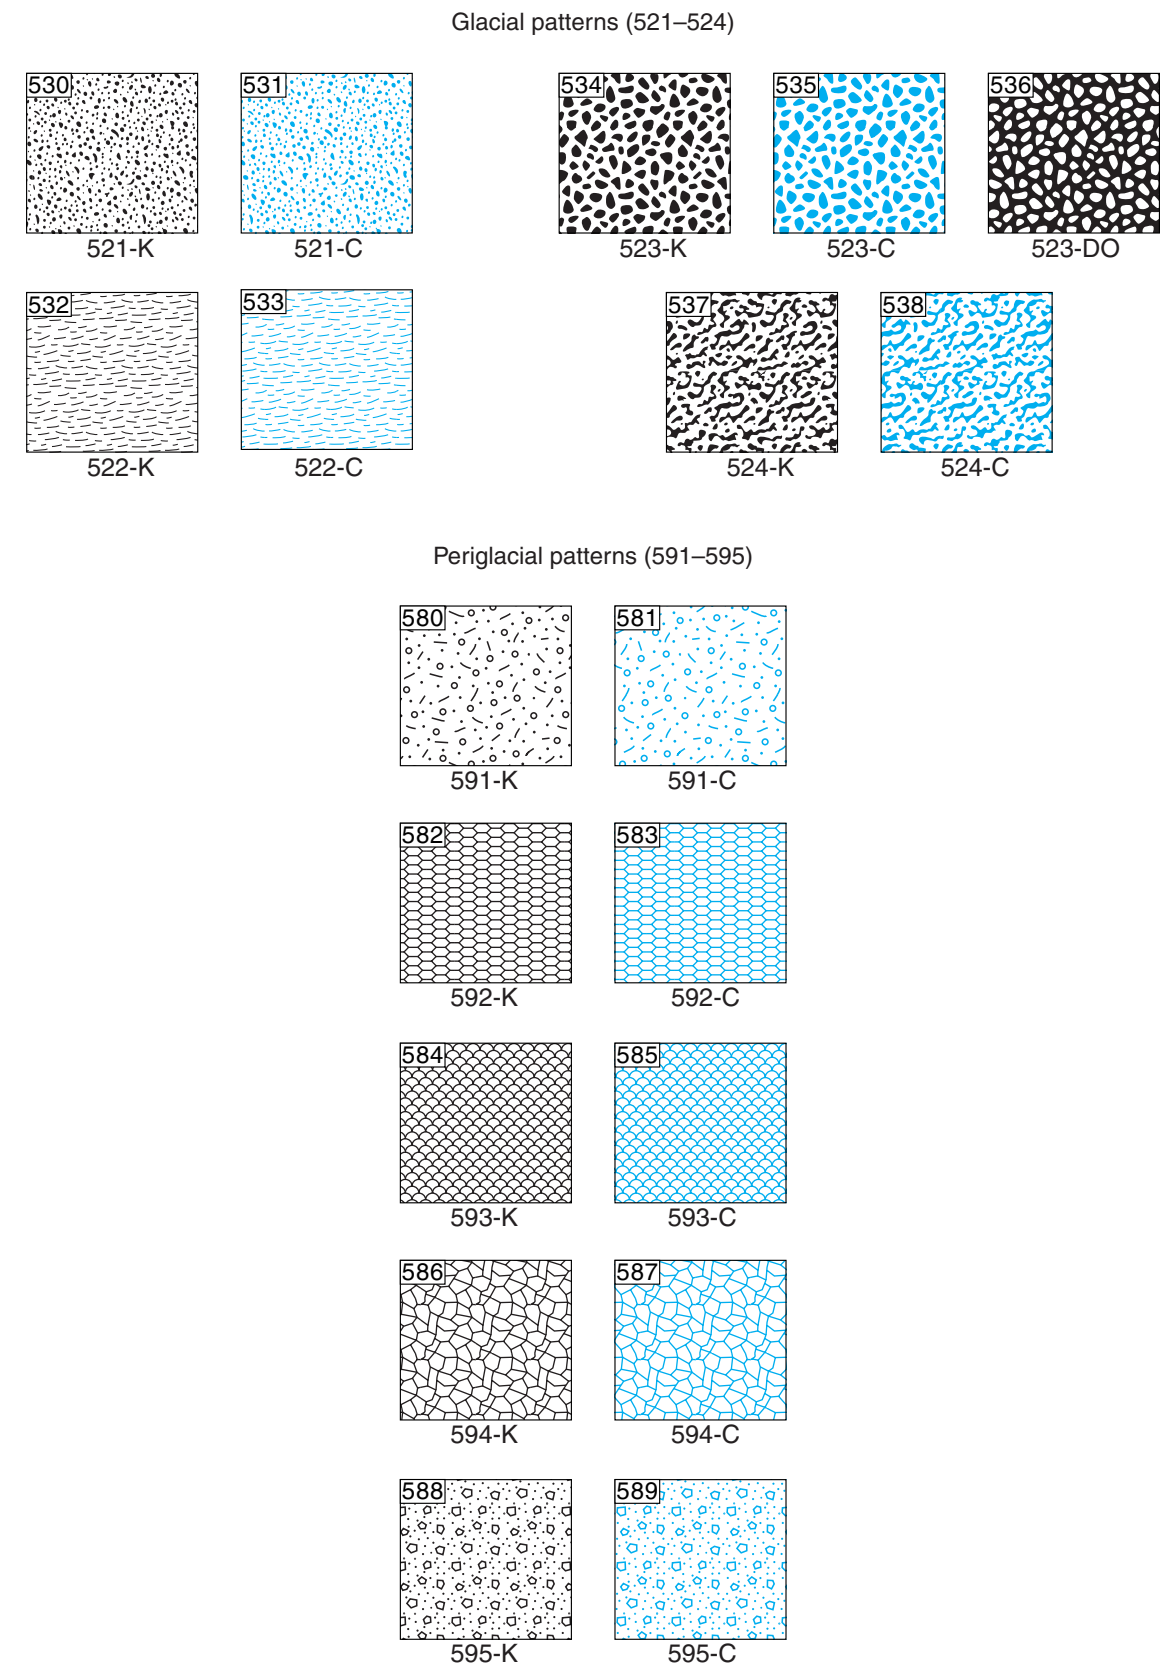 Glacial patterns (521–524)
530 531 534 535 536
521-K 521-C 523-K 523-C 523-DO
532 533 537 538
522-K 522-C 524-K 524-C
Periglacial patterns (591–595)
580 581
591-K 591-C
582 583
592-K 592-C
584 585
593-K 593-C
586 587
594-K 594-C
588 589
595-K 595-C